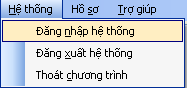 Hệ thống Hồ sơ Trợ giúp
Đăng nhập hệ thống
Đăng xuất hệ thống
Thoát chương trình